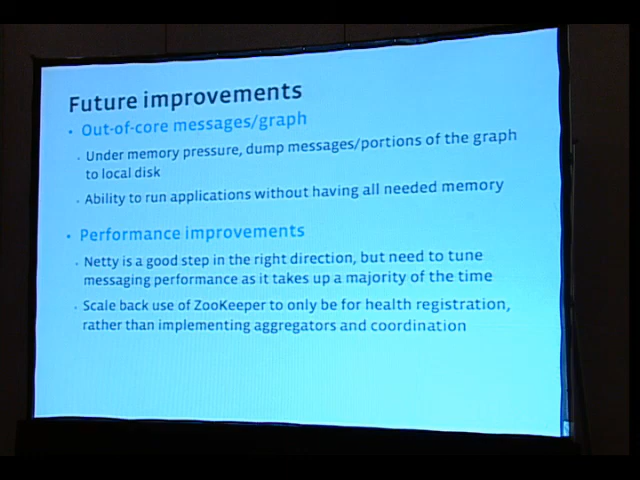 Future improvements
• Out-of-core messages/graph
• Under memory pressure, dump messages/portions of the graph
to local disk
• Ability to run applications without having all needed memory
• Performance improvements
• Netty is a good step in the right direction, but need to tune
messaging performance as it takes up a majority of the time
• Scale back use of ZooKeeper to only be for health registration,
rather than implementing aggregators and coordination